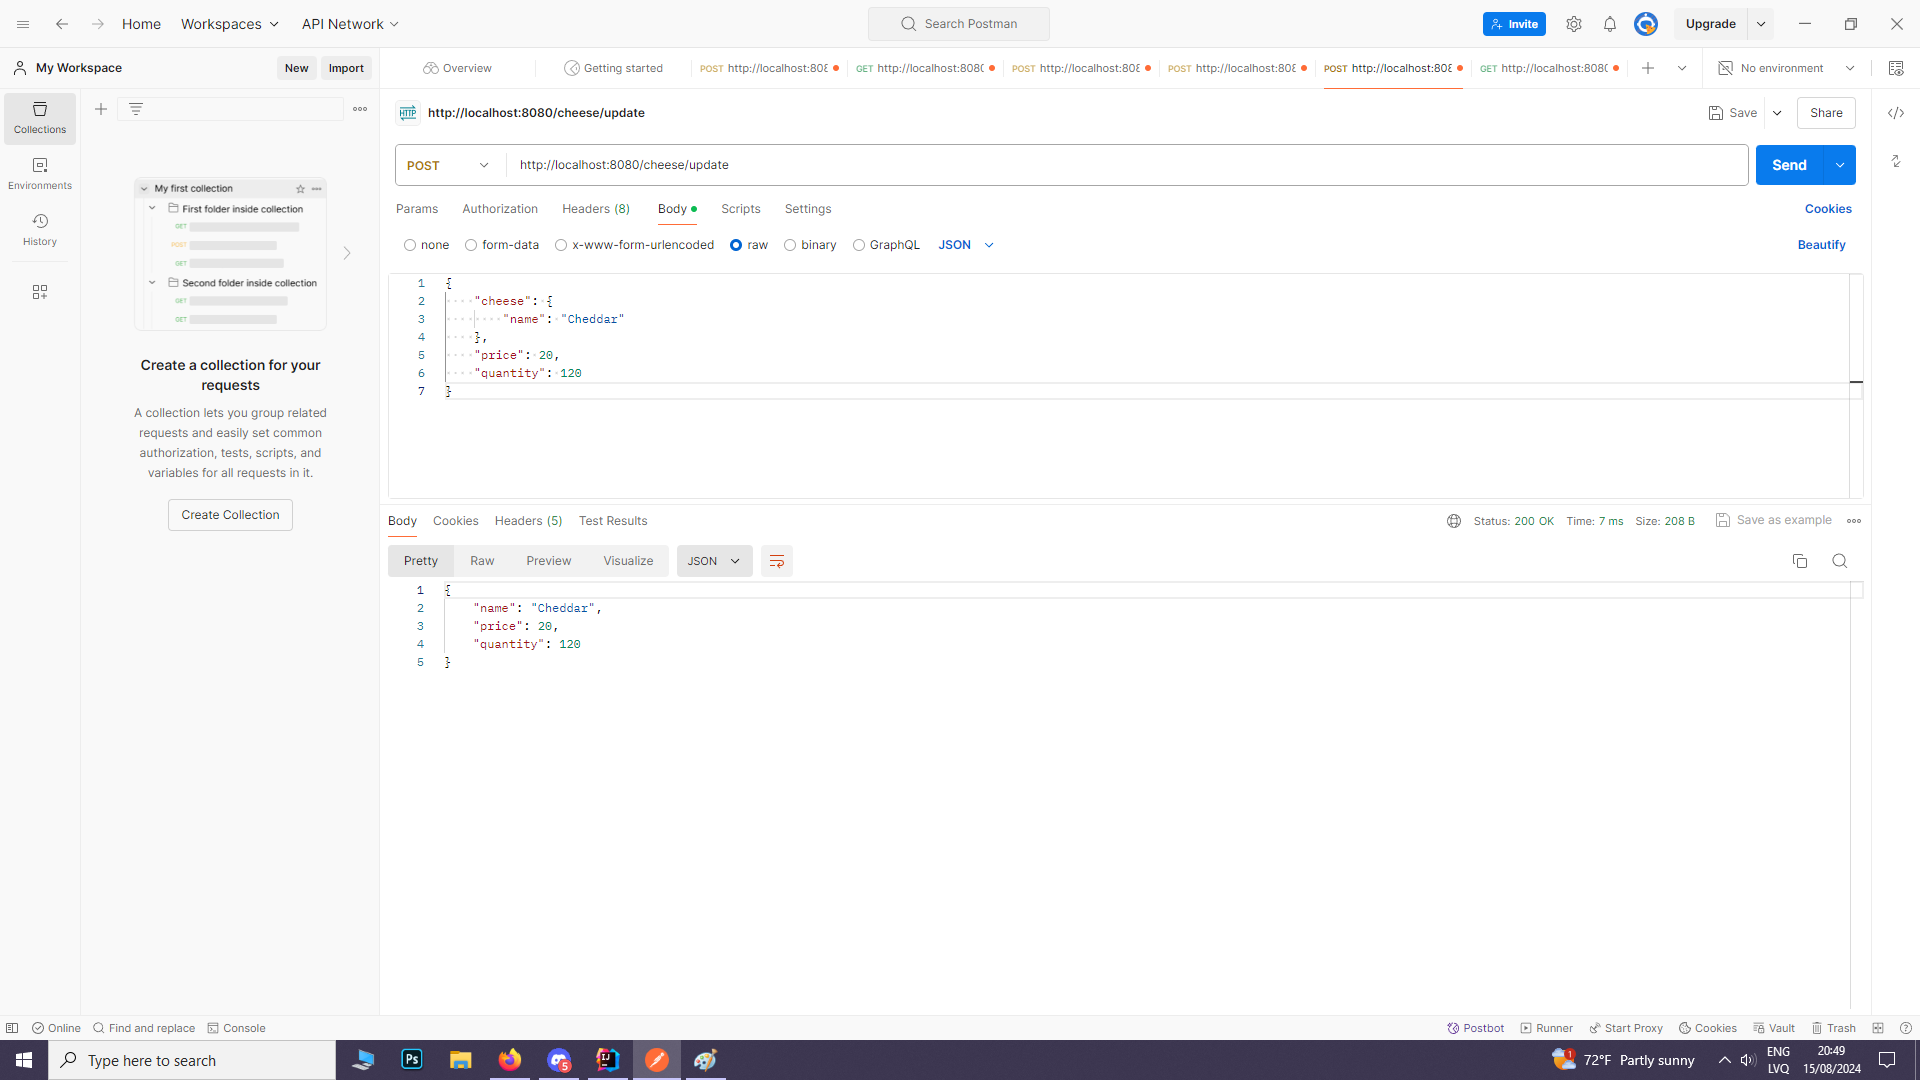 Home Workspaces API Network Search Postman Invite Upgrade
My Workspace New Import Overview Getting started POST http://localhost:808 GET http://localhost:8080 POST http://localhost:808 POST http://localhost:808 POST http://localhost:808 GET http://localhost:8080 No environment
Collections
Environments
History
My first collection
First folder inside collection
GET
POST
GET
Second folder inside collection
GET
GET
Create a collection for your
requests
A collection lets you group related
requests and easily set common
authorization, tests, scripts, and
variables for all requests in it.
Create Collection
HTTP http://localhost:8080/cheese/update Save Share
POST http://localhost:8080/cheese/update Send
Params Authorization Headers (8) Body Scripts Settings Cookies
none form-data x-www-form-urlencoded raw binary GraphQL JSON Beautify
1 {
2 "cheese": {
3 "name": "Cheddar"
4 },
5 "price": 20,
6 "quantity": 120
7 }
Body Cookies Headers (5) Test Results Status: 200 OK Time: 7 ms Size: 208 B Save as example
Pretty Raw Preview Visualize JSON
1 {
2 "name": "Cheddar",
3 "price": 20,
4 "quantity": 120
5 }
Online Find and replace Console Postbot Runner Start Proxy Cookies Vault Trash
Type here to search Ps 5 IJ 1 72°F Partly sunny ENG 20:49
LVQ 15/08/2024